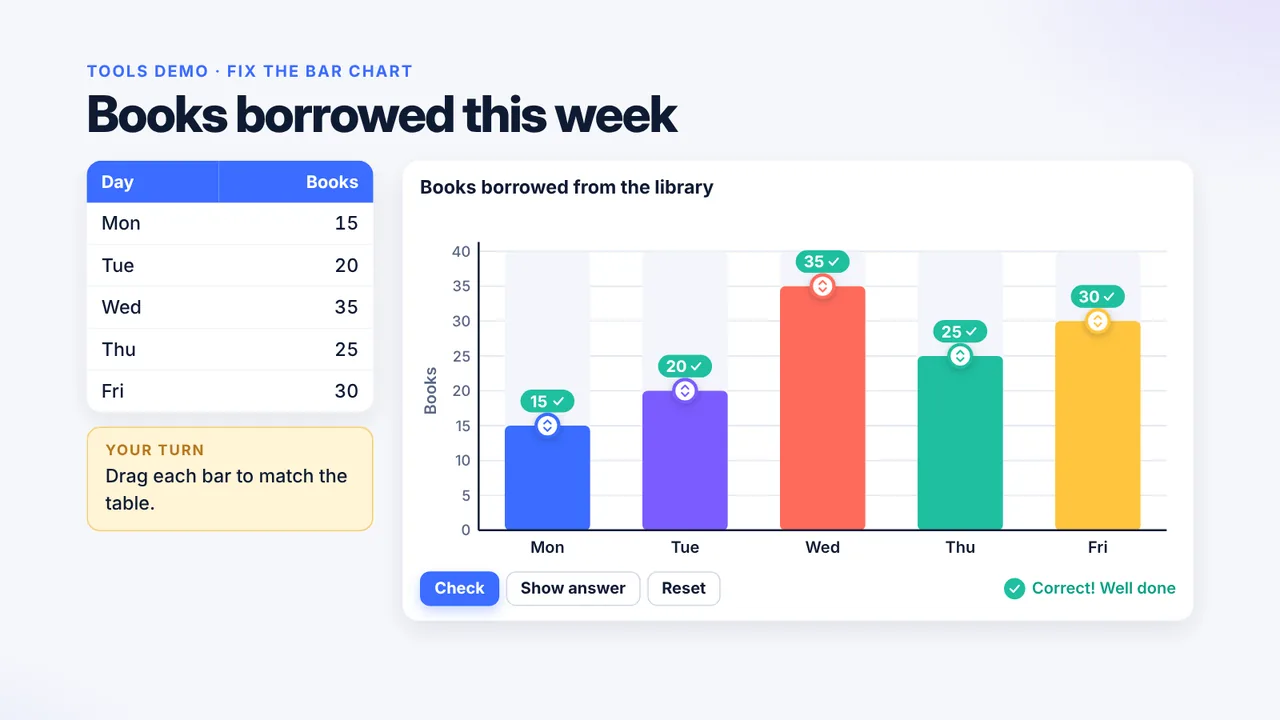 TOOLS DEMO · FIX THE BAR CHART
Books borrowed this week
Day Books
Mon 15
Tue 20
Wed 35
Thu 25
Fri 30
YOUR TURN
Drag each bar to match the
table.
Books borrowed from the library
Books
40
35
30
25
20
15
10
5
0
15 ✓
20 ✓
35 ✓
25 ✓
30 ✓
Mon Tue Wed Thu Fri
Check Show answer Reset
Correct! Well done